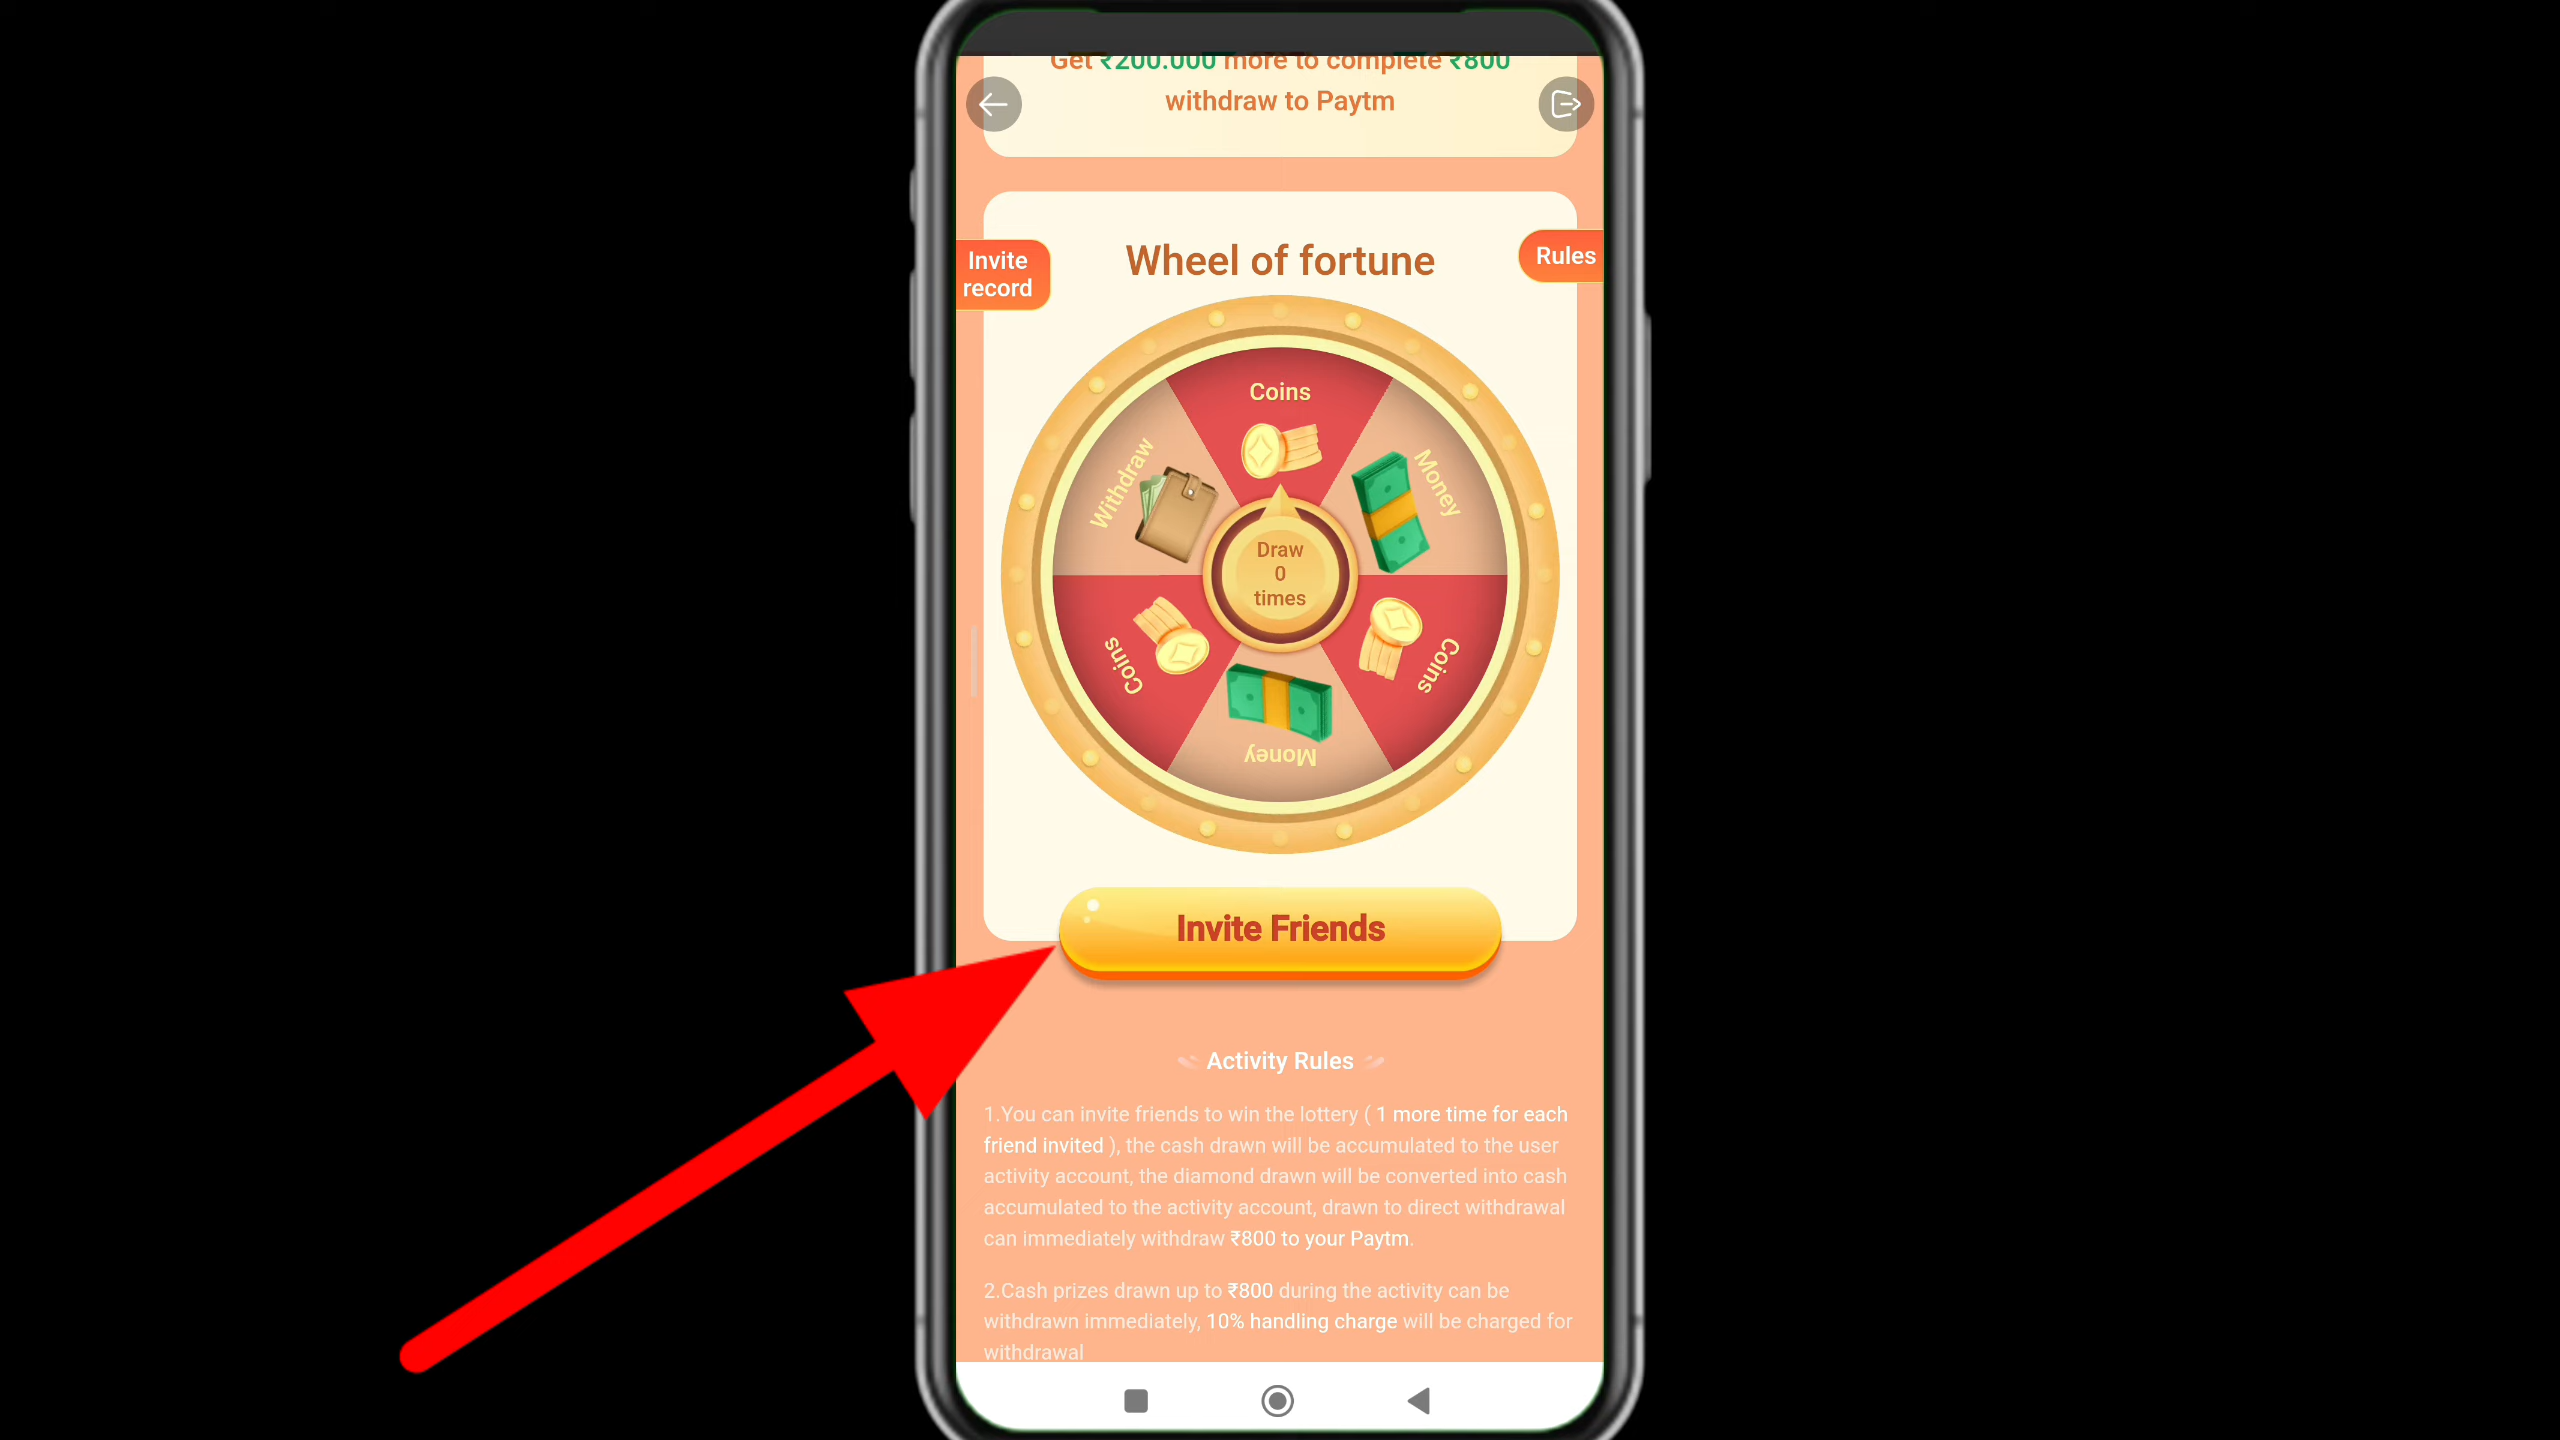 Get ₹200.000 more to complete ₹800
withdraw to Paytm
Invite
record
Wheel of fortune
Rules
Coins
Withdraw
Money
Draw
0
times
Coins
Coins
Money
Invite Friends
Activity Rules
1.You can invite friends to win the lottery ( 1 more time for each
friend invited ), the cash drawn will be accumulated to the user
activity account, the diamond drawn will be converted into cash
accumulated to the activity account, drawn to direct withdrawal
can immediately withdraw ₹800 to your Paytm.
2.Cash prizes drawn up to ₹800 during the activity can be
withdrawn immediately, 10% handling charge will be charged for
withdrawal